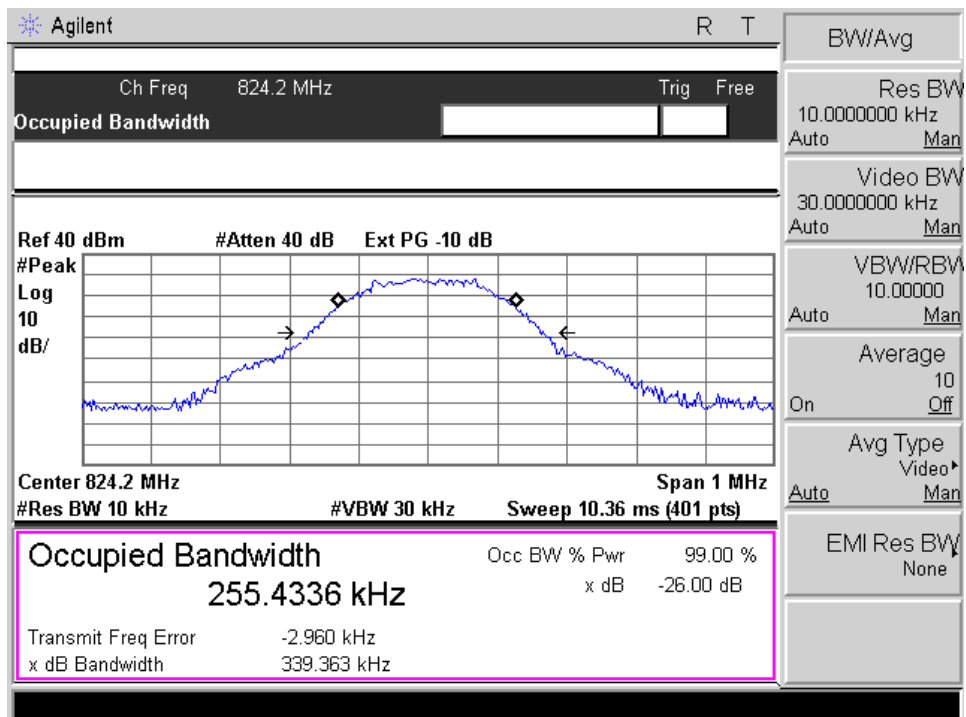 Agilent R T
Ch Freq 824.2 MHz Trig Free
Occupied Bandwidth
Ref 40 dBm #Atten 40 dB Ext PG -10 dB
#Peak
Log
10
dB/
Center 824.2 MHz Span 1 MHz
#Res BW 10 kHz #VBW 30 kHz Sweep 10.36 ms (401 pts)
Occupied Bandwidth
255.4336 kHz
Occ BW % Pwr 99.00 %
x dB -26.00 dB
Transmit Freq Error -2.960 kHz
x dB Bandwidth 339.363 kHz
BW/Avg
Res BW
10.0000000 kHz
Auto Man
Video BW
30.0000000 kHz
Auto Man
VBW/RBW
10.00000
Auto Man
Average
10
On Off
Avg Type
Video
Auto Man
EMI Res BW
None